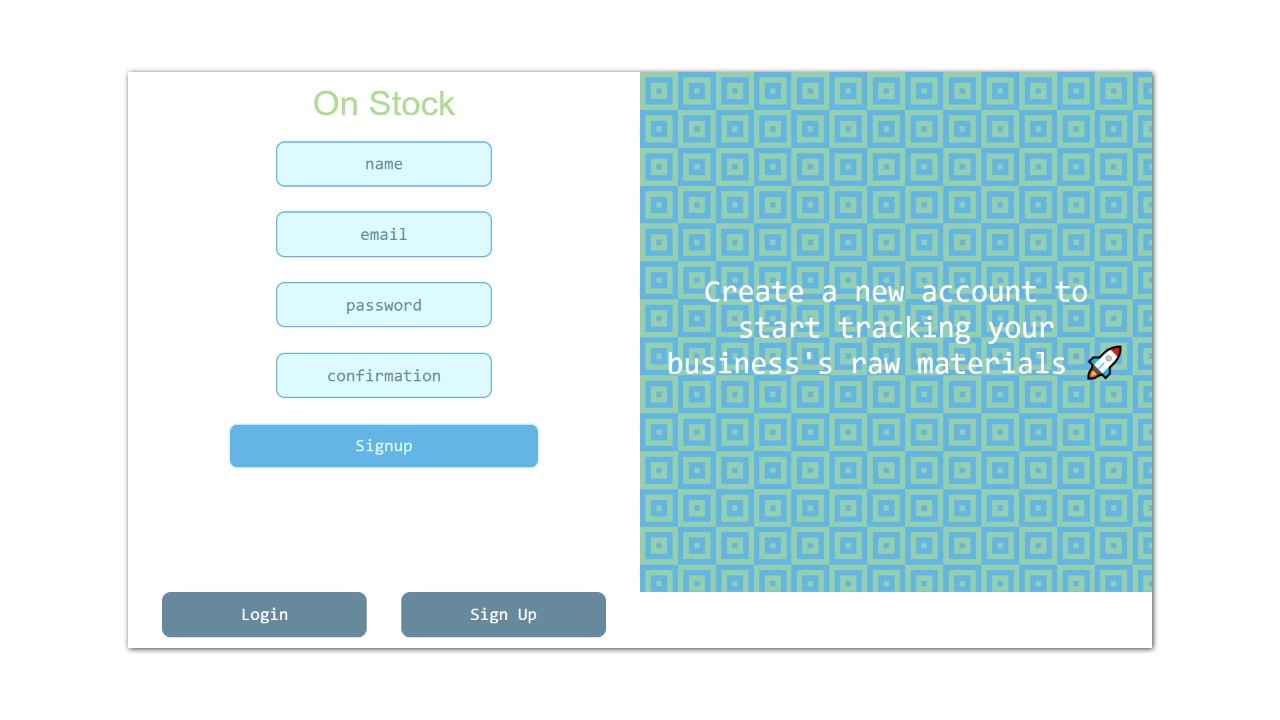 On Stock
name
email
password
confirmation
Signup
Login
Sign Up
Create a new account to
start tracking your
business's raw materials 🚀